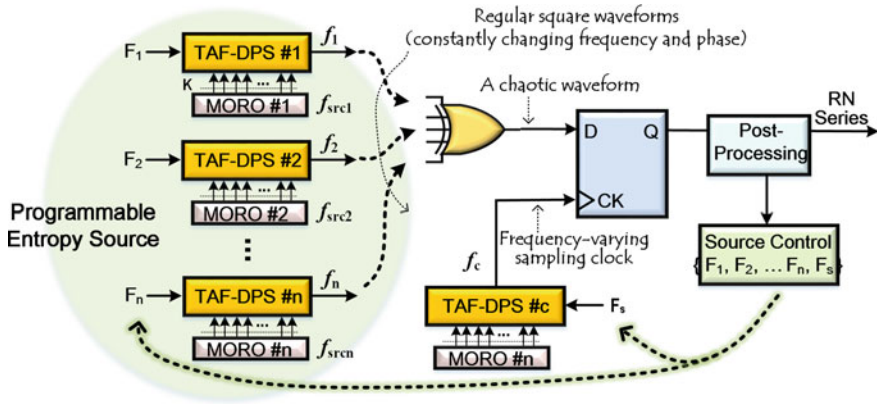 Regular square waveforms
(constantly changing frequency and phase)
F1
TAF-DPS #1
f1
K
...
MORO #1
fsrc1
A chaotic waveform
F2
TAF-DPS #2
f2
...
MORO #2
fsrc2
D Q
CK
Post-
Processing
RN
Series
Programmable
Entropy Source
Frequency-varying
sampling clock
fc
Source Control
{ F1, F2, ... Fn, Fs }
Fn
TAF-DPS #n
fn
...
MORO #n
fsrcn
TAF-DPS #c
Fs
...
MORO #n